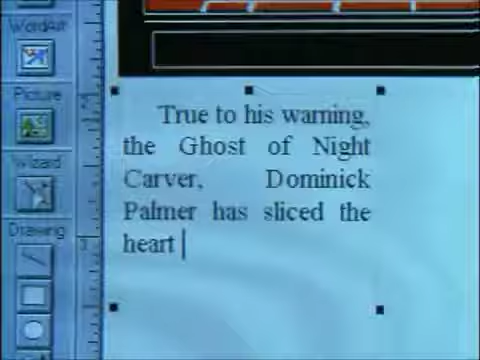 WordArt
Picture
Wizard
Drawing
True to his warning,
the Ghost of Night
Carver, Dominick
Palmer has sliced the
heart